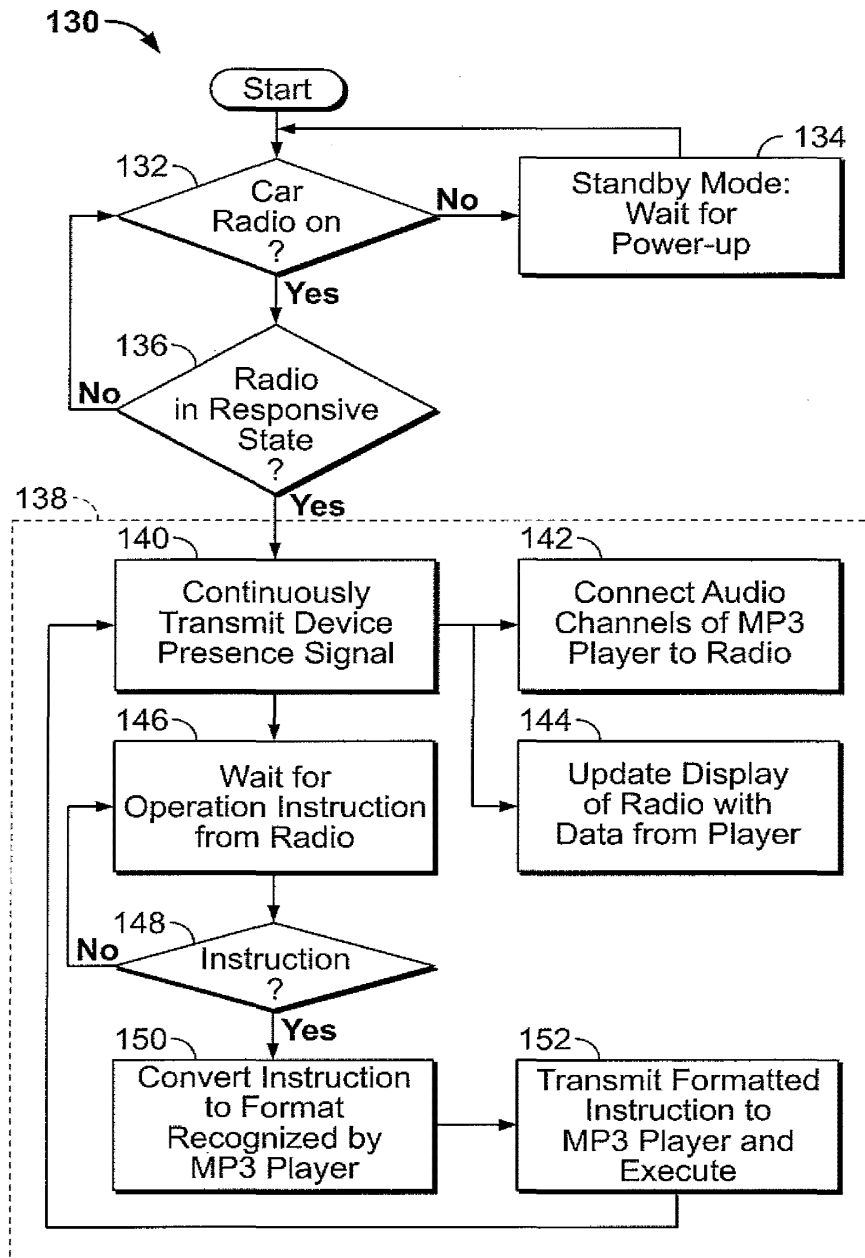 130
Start
132
Car
Radio on
?
No
134
Standby Mode:
Wait for
Power-up
Yes
136
Radio
in Responsive
State
?
No
Yes
138
140
Continuously
Transmit Device
Presence Signal
142
Connect Audio
Channels of MP3
Player to Radio
146
Wait for
Operation Instruction
from Radio
144
Update Display
of Radio with
Data from Player
148
No
Instruction
?
Yes
150
Convert Instruction
to Format
Recognized by
MP3 Player
152
Transmit Formatted
Instruction to
MP3 Player and
Execute